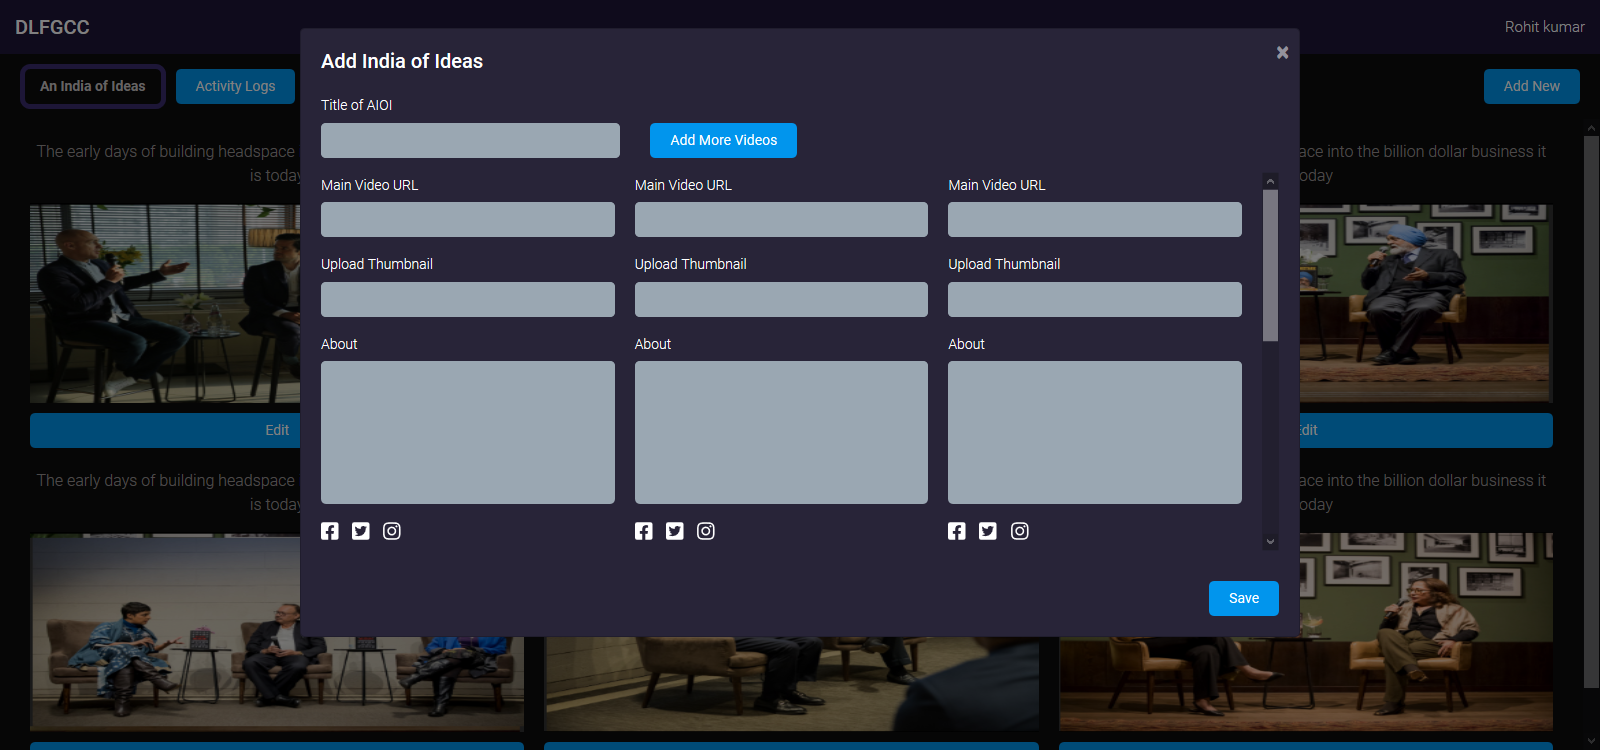 DLFGCC
Rohit kumar
An India of Ideas
Activity Logs
Add New
Add India of Ideas
×
Title of AIOI
Add More Videos
Main Video URL
Main Video URL
Main Video URL
Upload Thumbnail
Upload Thumbnail
Upload Thumbnail
About
About
About
Save
The early days of building headspace
is today
ace into the billion dollar business it
oday
Edit
Edit
The early days of building headspace
is today
ace into the billion dollar business it
oday